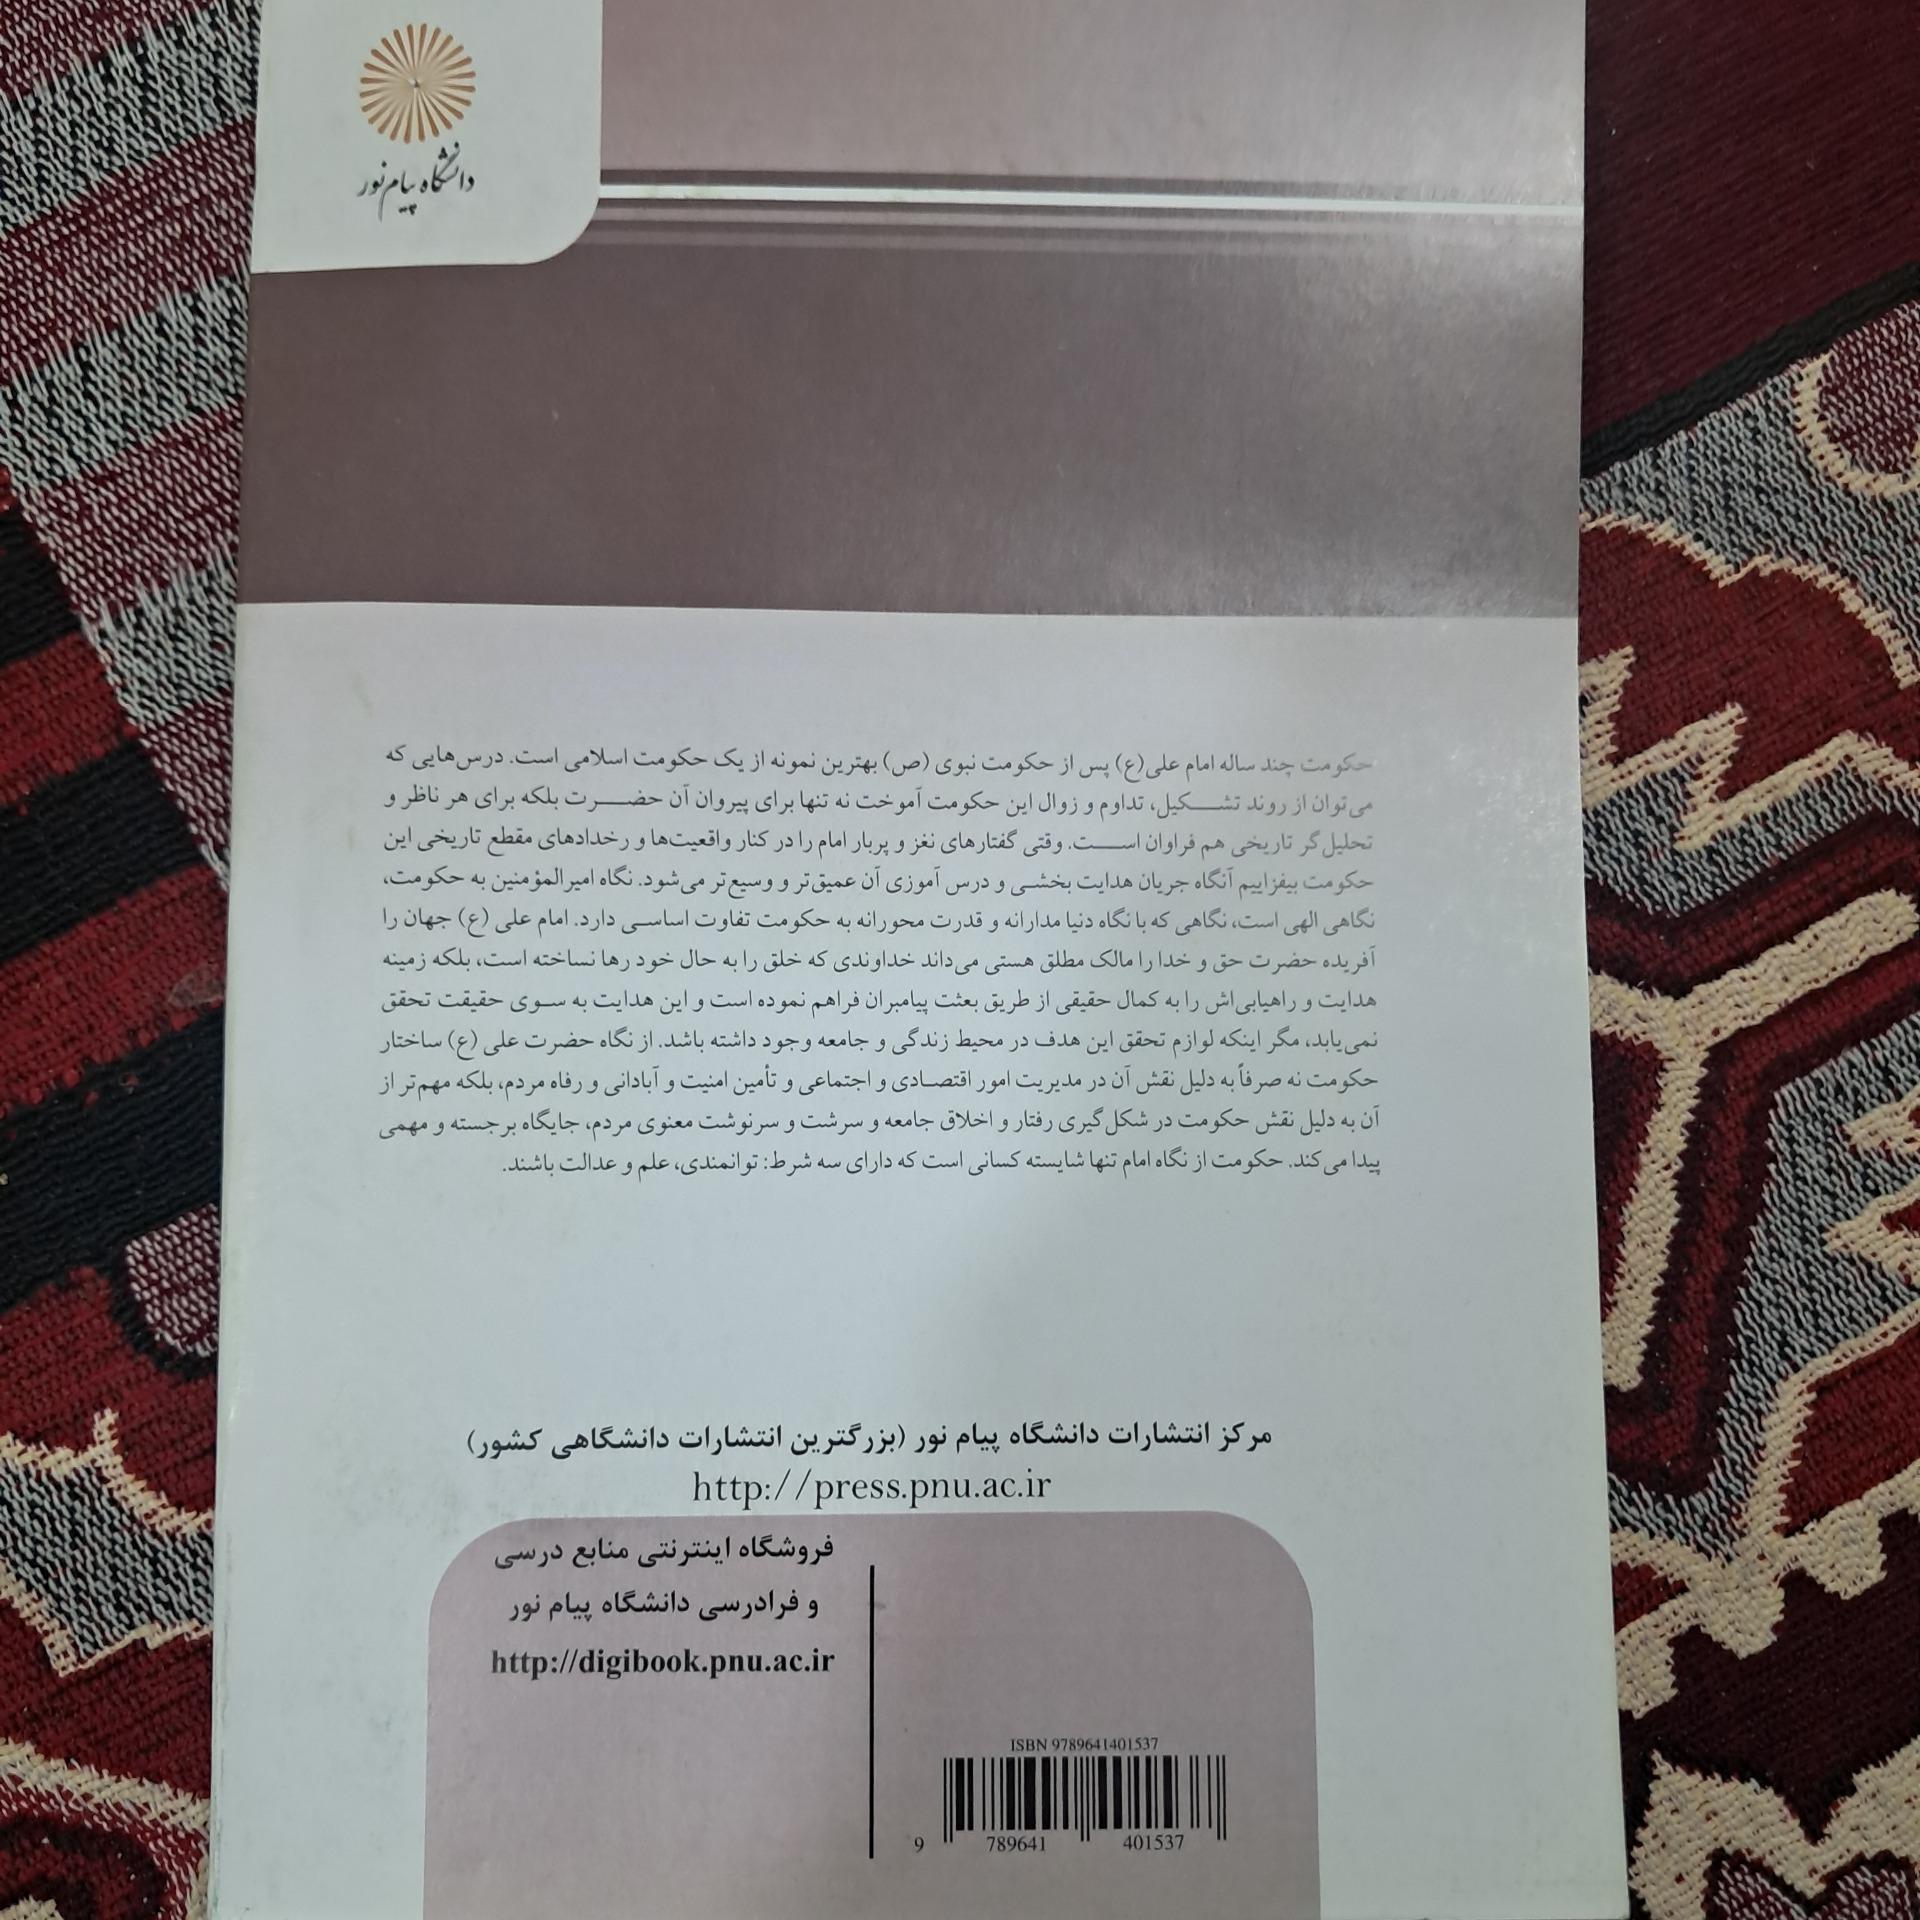 دانشگاه پیام نور
حکومت چند ساله امام علی(ع) پس از حکومت نبوی (ص) بهترین نمونه از یک حکومت اسلامی است. درس‌هایی که
می‌توان از روند تشکیل، تداوم و زوال این حکومت آموخت نه تنها برای پیروان آن حضرت بلکه برای هر ناظر و
تحلیل‌گر تاریخی هم فراوان است. وقتی گفتارهای نغز و پربار امام را در کنار واقعیت‌ها و رخدادهای مقطع تاریخی این
حکومت بیفزاییم آنگاه جریان هدایت بخشی و درس آموزی آن عمیق‌تر و وسیع‌تر می‌شود. نگاه امیرالمؤمنین به حکومت،
نگاهی الهی است، نگاهی که با نگاه دنیا مدارانه و قدرت محورانه به حکومت تفاوت اساسی دارد. امام علی (ع) جهان را
آفریده حضرت حق و خدا را مالک مطلق هستی می‌داند خداوندی که خلق را به حال خود رها نساخته است، بلکه زمینه
هدایت و راهیابی‌اش را به کمال حقیقی از طریق بعثت پیامبران فراهم نموده است و این هدایت به سوی حقیقت تحقق
نمی‌یابد، مگر اینکه لوازم تحقق این هدف در محیط زندگی و جامعه وجود داشته باشد. از نگاه حضرت علی (ع) ساختار
حکومت نه صرفاً به دلیل نقش آن در مدیریت امور اقتصادی و اجتماعی و تأمین امنیت و آبادانی و رفاه مردم، بلکه مهم‌تر از
آن به دلیل نقش حکومت در شکل‌گیری رفتار و اخلاق جامعه و سرشت و سرنوشت معنوی مردم، جایگاه برجسته و مهمی
پیدا می‌کند. حکومت از نگاه امام تنها شایسته کسانی است که دارای سه شرط: توانمندی، علم و عدالت باشند.
مرکز انتشارات دانشگاه پیام نور (بزرگترین انتشارات دانشگاهی کشور)
http://press.pnu.ac.ir
فروشگاه اینترنتی منابع درسی
و فرادرسی دانشگاه پیام نور
http://digibook.pnu.ac.ir
ISBN 9789641401537
9 789641 401537